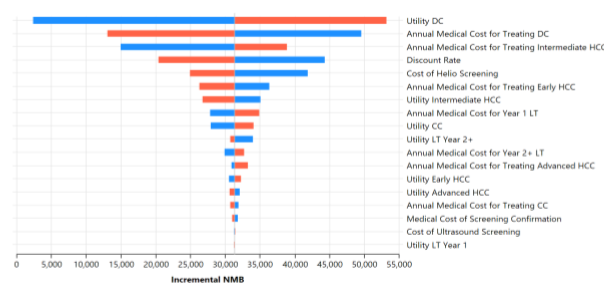 Utility DC
Annual Medical Cost for Treating DC
Annual Medical Cost for Treating Intermediate HCC
Discount Rate
Cost of Helio Screening
Annual Medical Cost for Treating Early HCC
Utility Intermediate HCC
Annual Medical Cost for Year 1 LT
Utility CC
Utility LT Year 2+
Annual Medical Cost for Year 2+ LT
Annual Medical Cost for Treating Advanced HCC
Utility Early HCC
Utility Advanced HCC
Annual Medical Cost for Treating CC
Medical Cost of Screening Confirmation
Cost of Ultrasound Screening
Utility LT Year 1
0 5,000 10,000 15,000 20,000 25,000 30,000 35,000 40,000 45,000 50,000 55,000
Incremental NMB